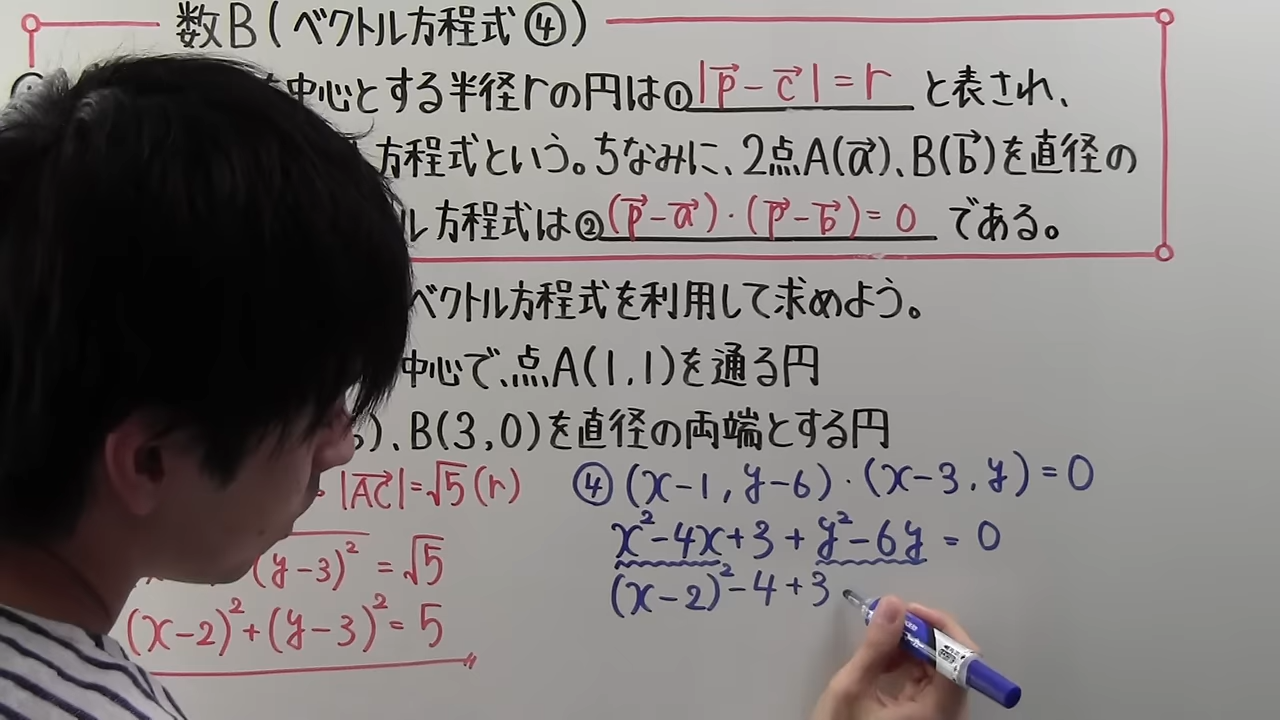 数B(ベクトル方程式④)
中心とする半径rの円は①|p⃗-c⃗|=r と表され、
方程式という。ちなみに、2点A(a⃗)、B(b⃗)を直径の
ル方程式は②(p⃗-a⃗)・(p⃗-b⃗)=0 である。
ベクトル方程式を利用して求めよう。
中心で、点A(1,1)を通る円
)、B(3,0)を直径の両端とする円
|AC⃗|=√5(r)
(y-3)²=√5
(x-2)²+(y-3)²=5
④(x-1,y-6)・(x-3,y)=0
x²-4x+3+y²-6y=0
(x-2)²-4+3